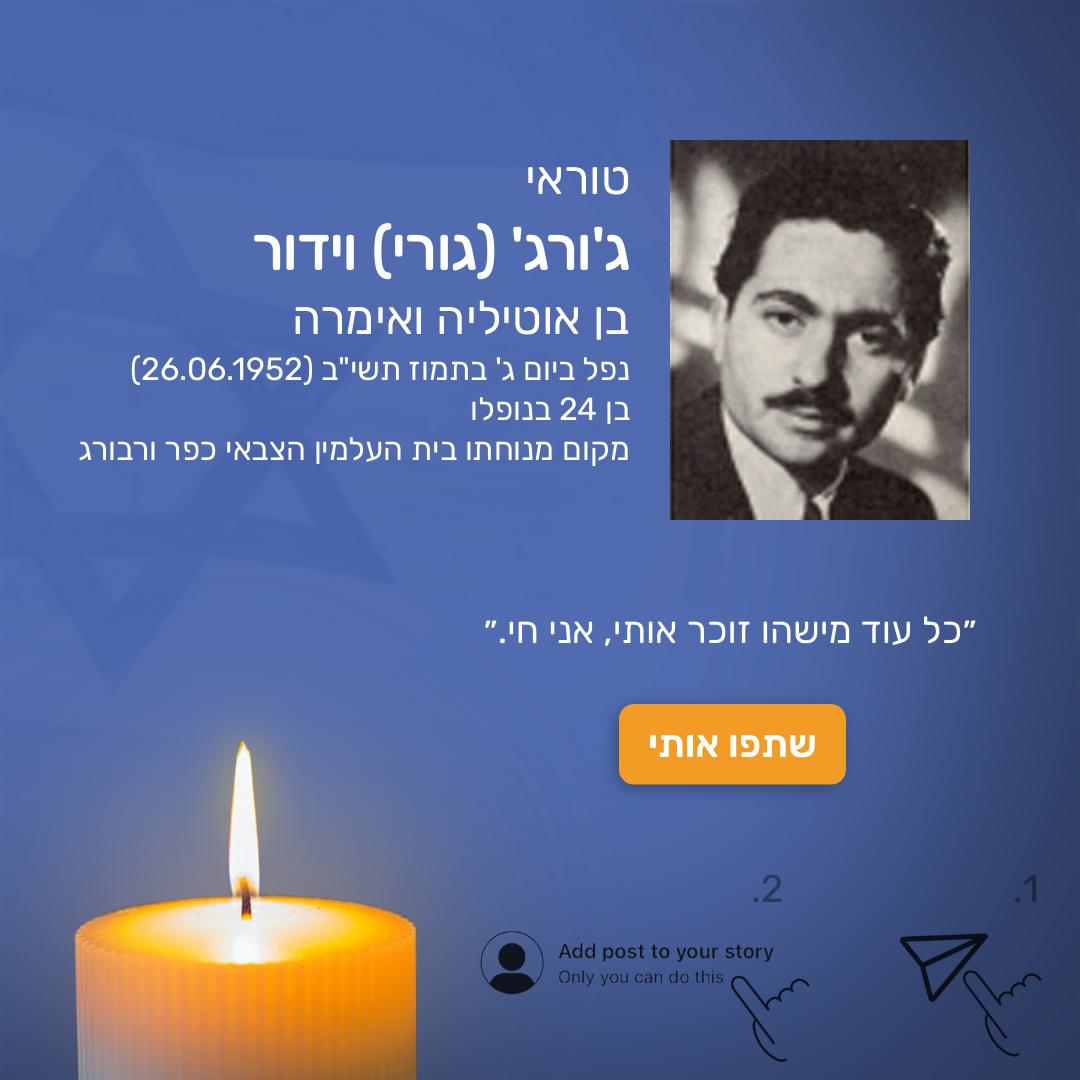 טוראי
ג'ורג' (גורי) וידור
בן אוטיליה ואימרה
נפל ביום ג' בתמוז תשי"ב (26.06.1952)
בן 24 בנופלו
מקום מנוחתו בית העלמין הצבאי כפר ורבורג
״כל עוד מישהו זוכר אותי, אני חי.״
שתפו אותי
.1
.2
Add post to your story
Only you can do this